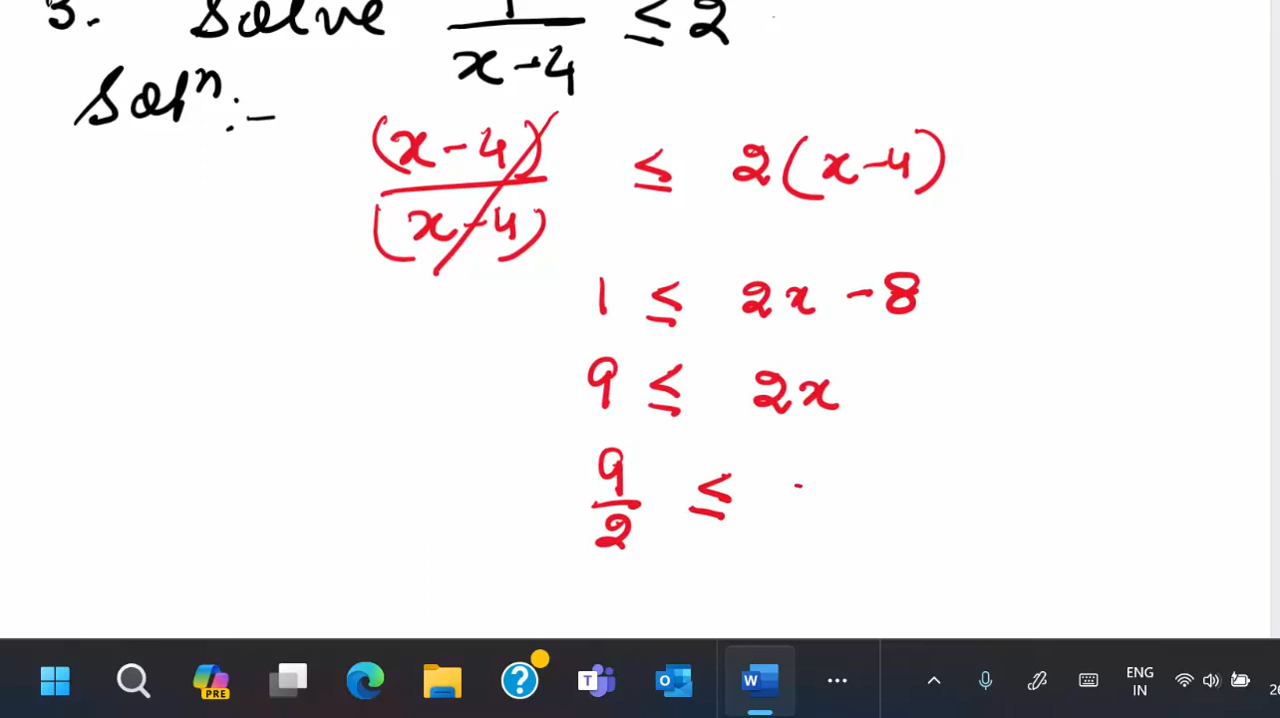 3. Solve 1/(x-4) ≤ 2
Solⁿ:-
(x-4)/(x-4) ≤ 2(x-4)
1 ≤ 2x - 8
9 ≤ 2x
9/2 ≤
PRE
ENG
IN